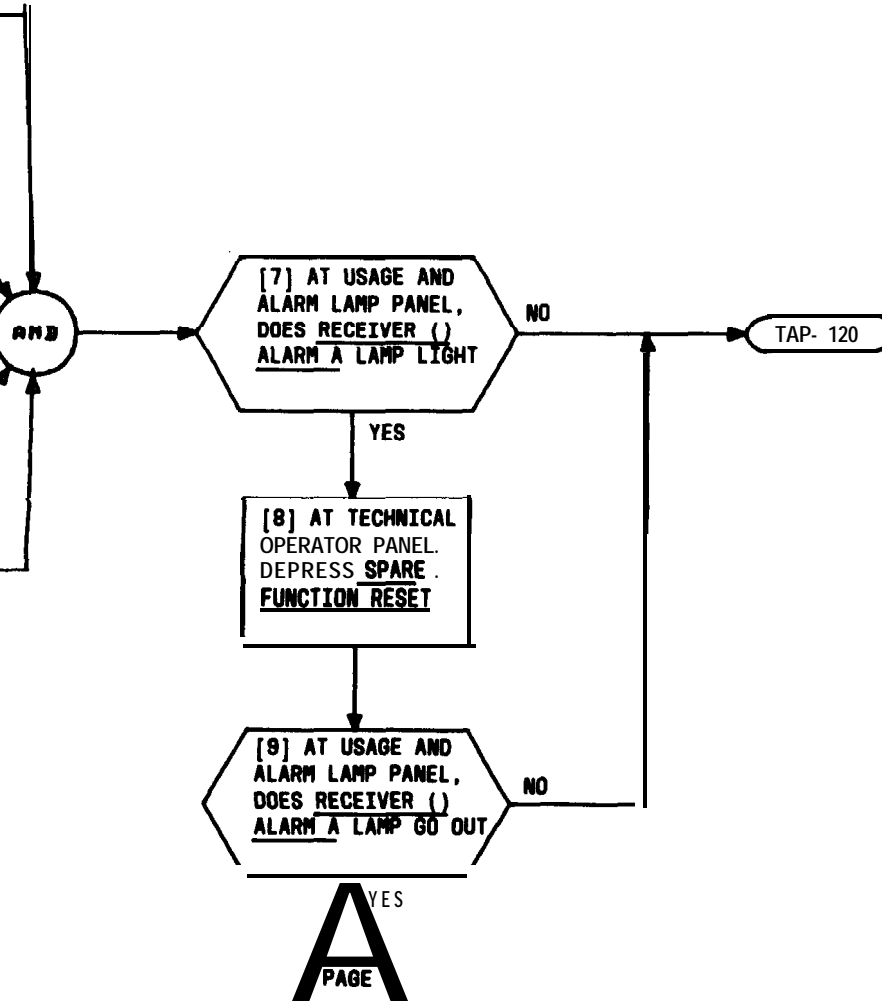 [7] AT USAGE AND
ALARM LAMP PANEL,
DOES RECEIVER ()
ALARM A LAMP LIGHT
NO
TAP- 120
AND
YES
[8] AT TECHNICAL
OPERATOR PANEL.
DEPRESS SPARE .
FUNCTION RESET
[9] AT USAGE AND
ALARM LAMP PANEL,
DOES RECEIVER ()
ALARM A LAMP GO OUT
NO
YES
A
PAGE